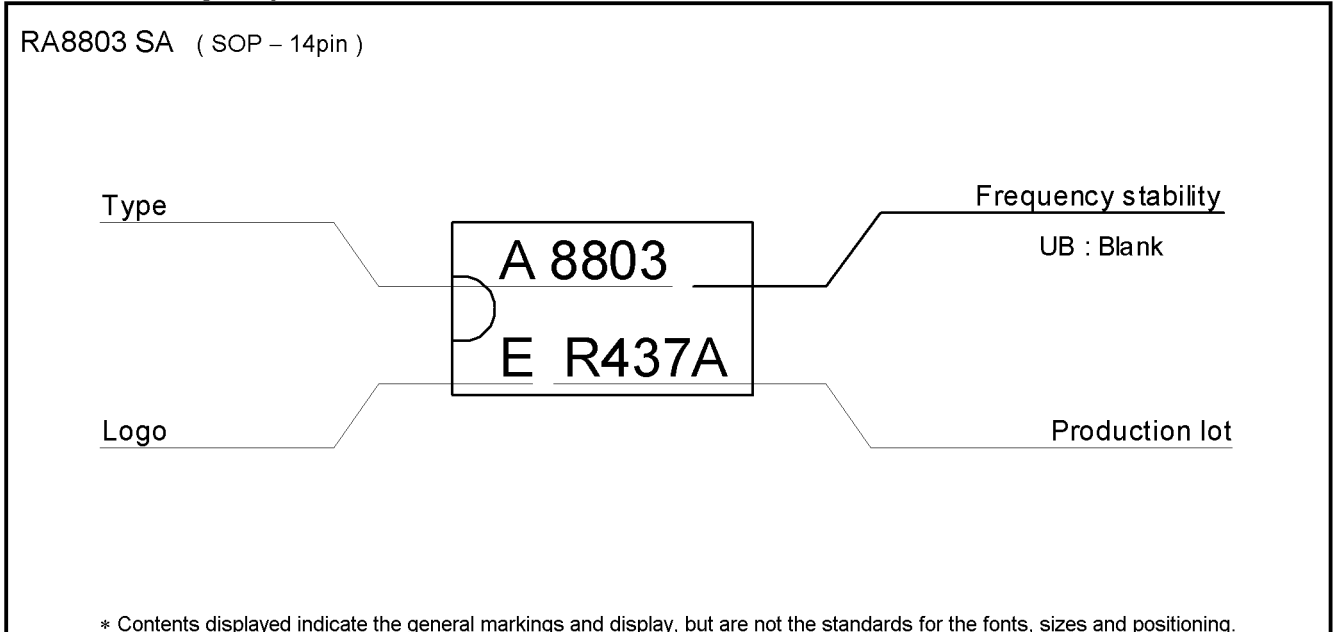 RA8803 SA ( SOP – 14pin )
Type
Frequency stability
UB : Blank
A 8803
E R437A
Logo
Production lot
* Contents displayed indicate the general markings and display, but are not the standards for the fonts, sizes and positioning.